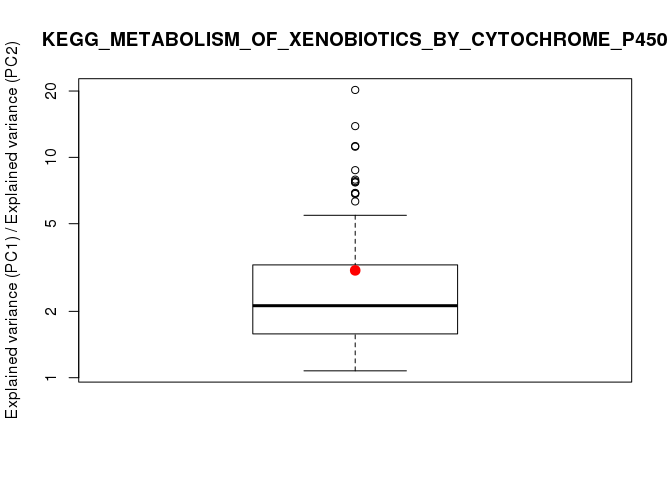 KEGG_METABOLISM_OF_XENOBIOTICS_BY_CYTOCHROME_P450
Explained variance (PC1) / Explained variance (PC2)
20
10
5
2
1